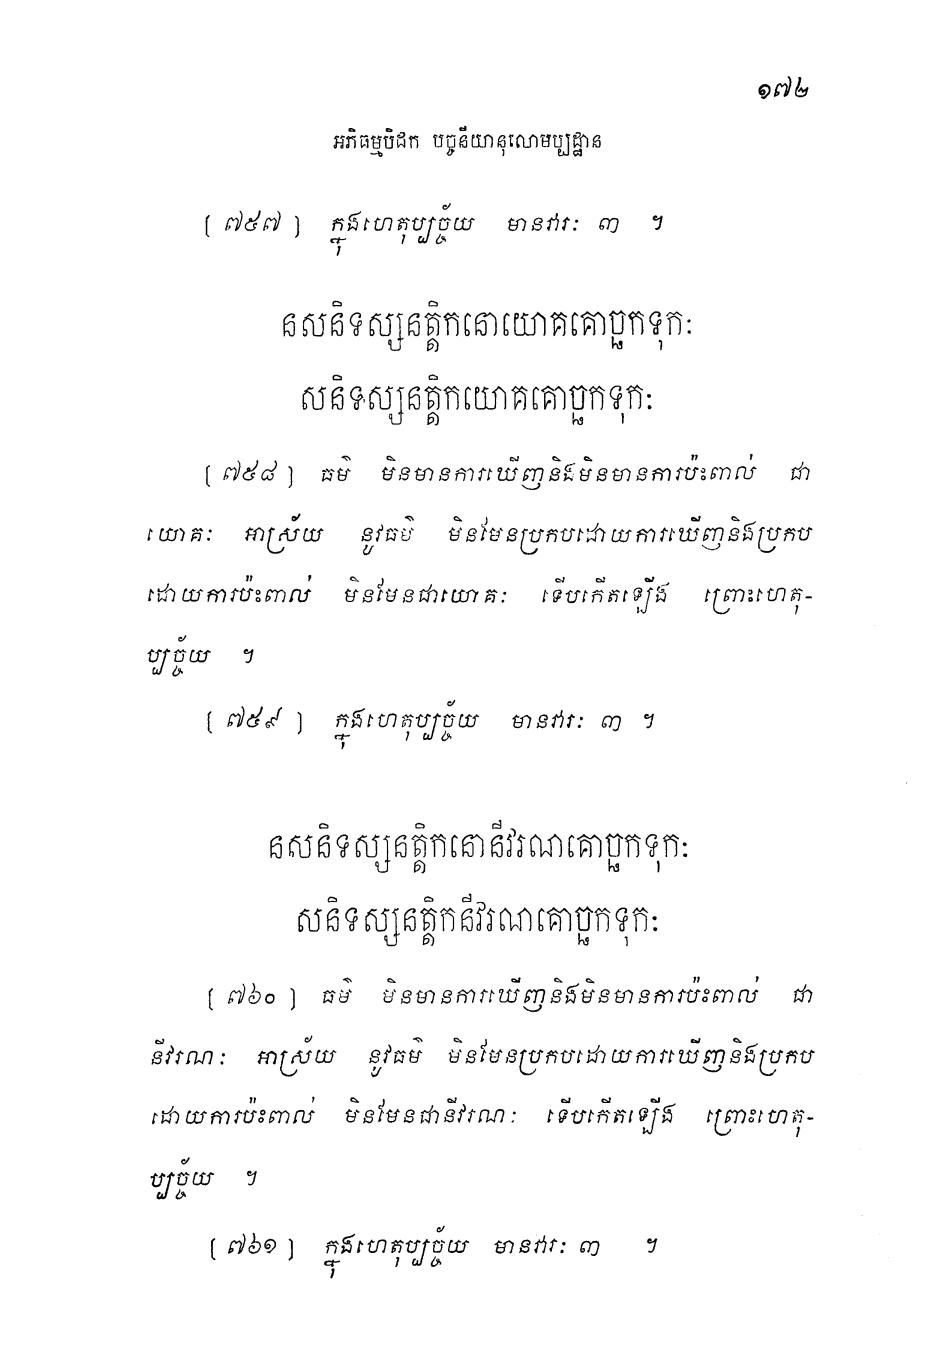 ១៧២
អភិធម្មបិដក បច្ចនីយានុលោមប្បដ្ឋាន
[ ៧៥៧ ] ក្នុងហេតុប្បច្ច័យ មានវារៈ ៣ ។
នសនិទស្សនត្តិកនោយោគគោច្ឆកទុកៈ
សនិទស្សនត្តិកយោគគោច្ឆកទុកៈ
[ ៧៥៨ ] ធម៌ មិនមានការឃើញនិងមិនមានការប៉ះពាល់ ជា
យោគៈ អាស្រ័យ នូវធម៌ មិនមែនប្រកបដោយការឃើញនិងប្រកប
ដោយការប៉ះពាល់ មិនមែនជាយោគៈ ទើបកើតឡើង ព្រោះហេតុ-
ប្បច្ច័យ ។
[ ៧៥៩ ] ក្នុងហេតុប្បច្ច័យ មានវារៈ ៣ ។
នសនិទស្សនត្តិកនោនីវរណគោច្ឆកទុកៈ
សនិទស្សនត្តិកនីវរណគោច្ឆកទុកៈ
[ ៧៦០ ] ធម៌ មិនមានការឃើញនិងមិនមានការប៉ះពាល់ ជា
នីវរណៈ អាស្រ័យ នូវធម៌ មិនមែនប្រកបដោយការឃើញនិងប្រកប
ដោយការប៉ះពាល់ មិនមែនជានីវរណៈ ទើបកើតឡើង ព្រោះហេតុ-
ប្បច្ច័យ ។
[ ៧៦១ ] ក្នុងហេតុប្បច្ច័យ មានវារៈ ៣ ។